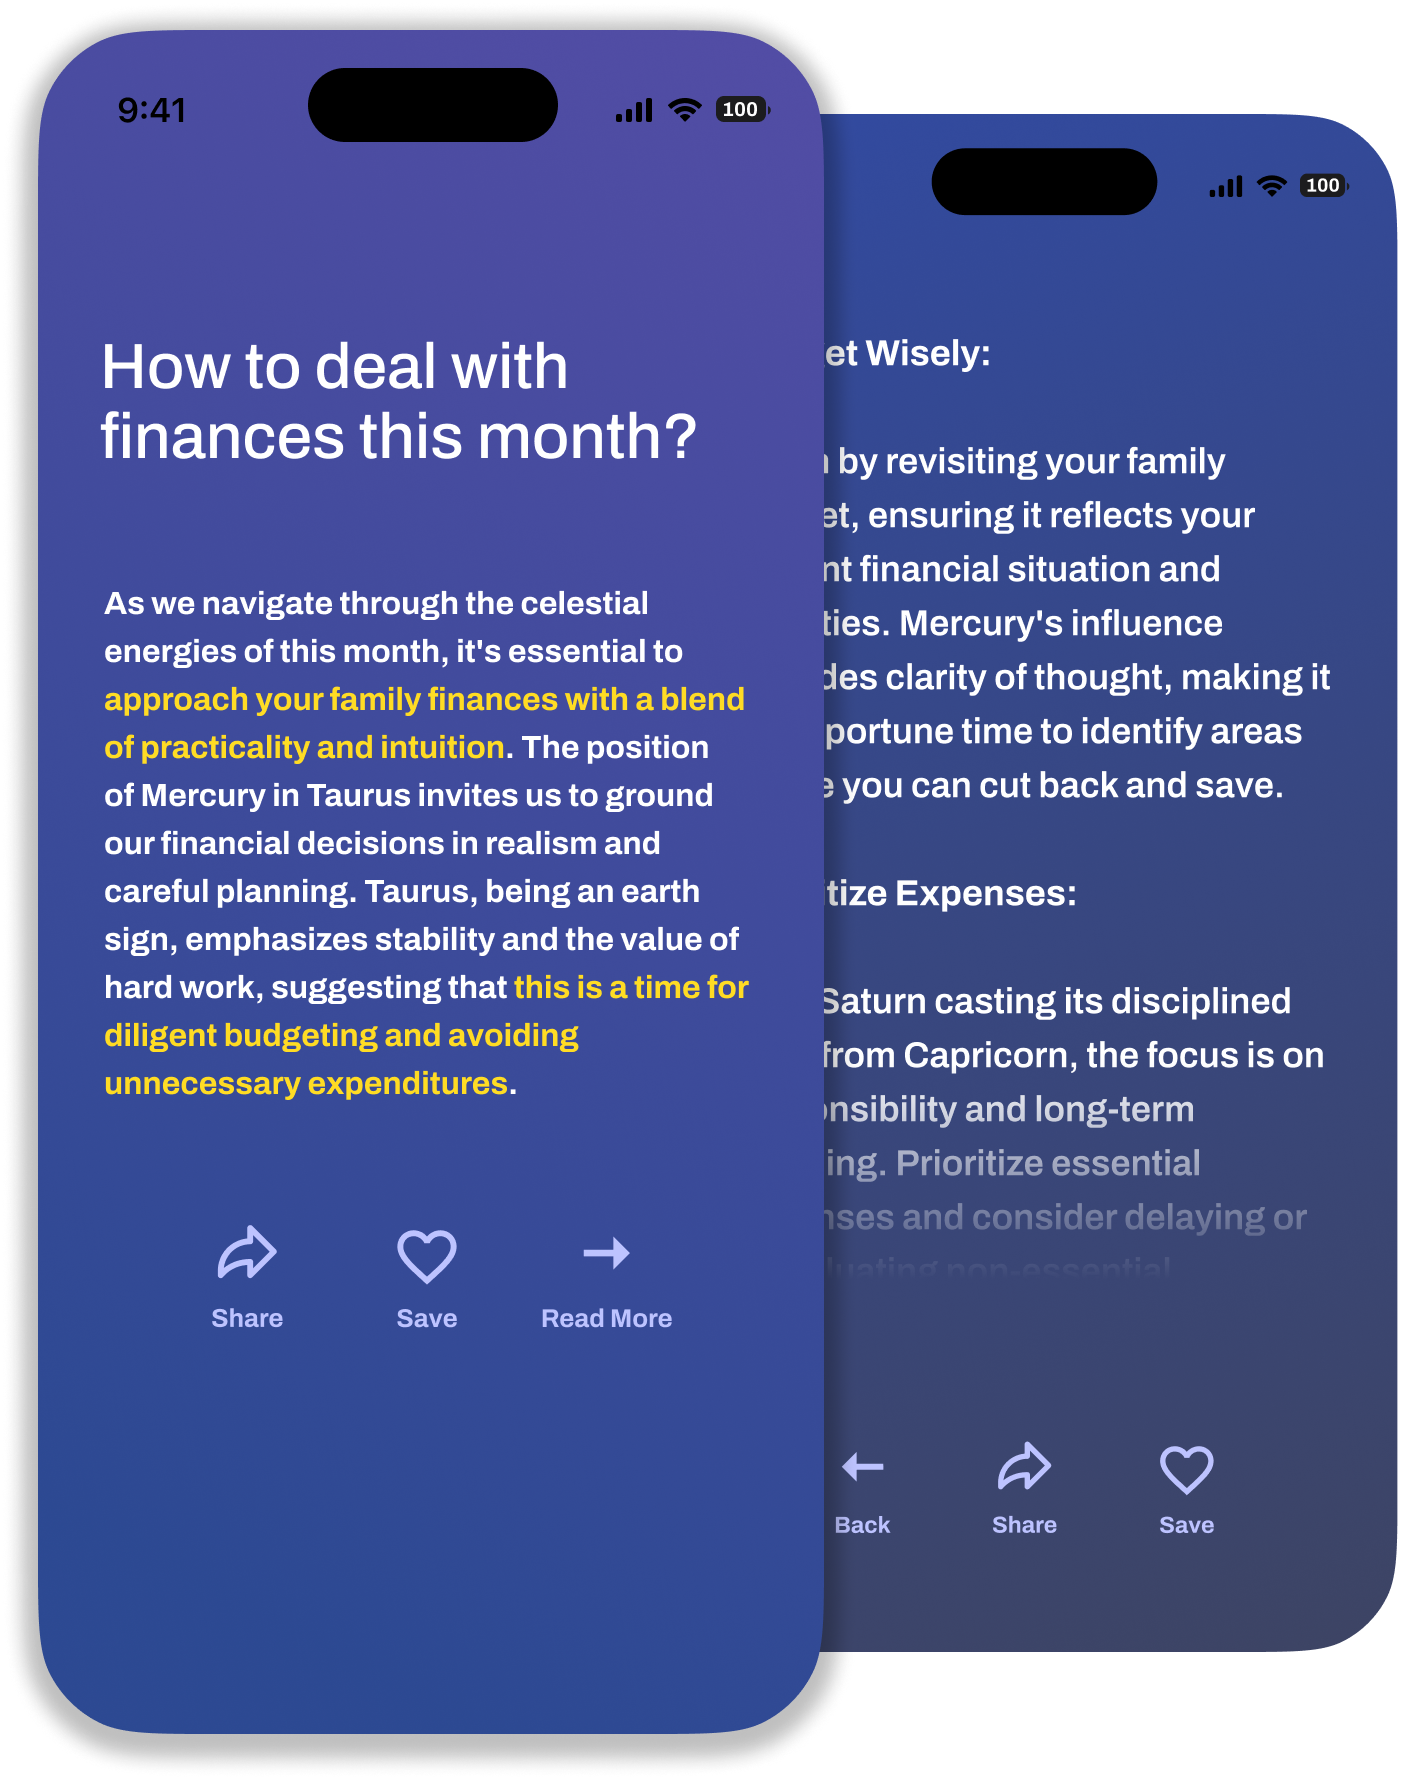 9:41
100
How to deal with
finances this month?
As we navigate through the celestial
energies of this month, it's essential to
approach your family finances with a blend
of practicality and intuition. The position
of Mercury in Taurus invites us to ground
our financial decisions in realism and
careful planning. Taurus, being an earth
sign, emphasizes stability and the value of
hard work, suggesting that this is a time for
diligent budgeting and avoiding
unnecessary expenditures.
Share Save Read More
100
et Wisely:
by revisiting your family
et, ensuring it reflects your
nt financial situation and
ties. Mercury's influence
des clarity of thought, making it
portune time to identify areas
e you can cut back and save.
itize Expenses:
Saturn casting its disciplined
from Capricorn, the focus is on
onsibility and long-term
ing. Prioritize essential
nses and consider delaying or
luating non-essential
Back Share Save